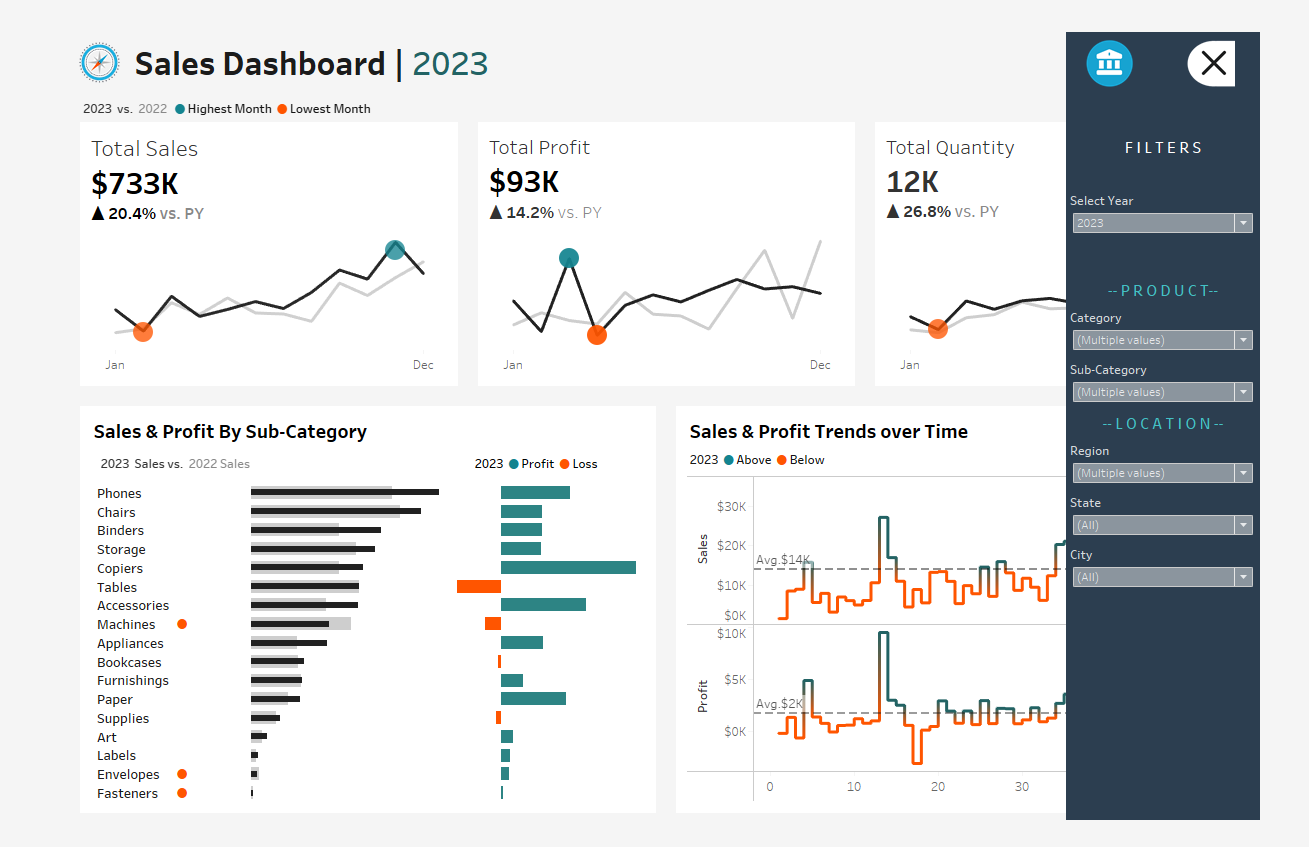 Sales Dashboard | 2023
2023 vs. 2022 Highest Month Lowest Month
Total Sales
$733K
▲ 20.4% vs. PY
Jan Dec
Total Profit
$93K
▲ 14.2% vs. PY
Jan Dec
Total Quantity
12K
▲ 26.8% vs. PY
Jan
Sales & Profit By Sub-Category
2023 Sales vs. 2022 Sales
2023 Profit Loss
Phones
Chairs
Binders
Storage
Copiers
Tables
Accessories
Machines
Appliances
Bookcases
Furnishings
Paper
Supplies
Art
Labels
Envelopes
Fasteners
Sales & Profit Trends over Time
2023 Above Below
Sales
$30K
$20K
Avg.$14K
$10K
$0K
Profit
$10K
$5K
Avg.$2K
$0K
0 10 20 30
FILTERS
Select Year
2023
--PRODUCT--
Category
(Multiple values)
Sub-Category
(Multiple values)
--LOCATION--
Region
(Multiple values)
State
(All)
City
(All)